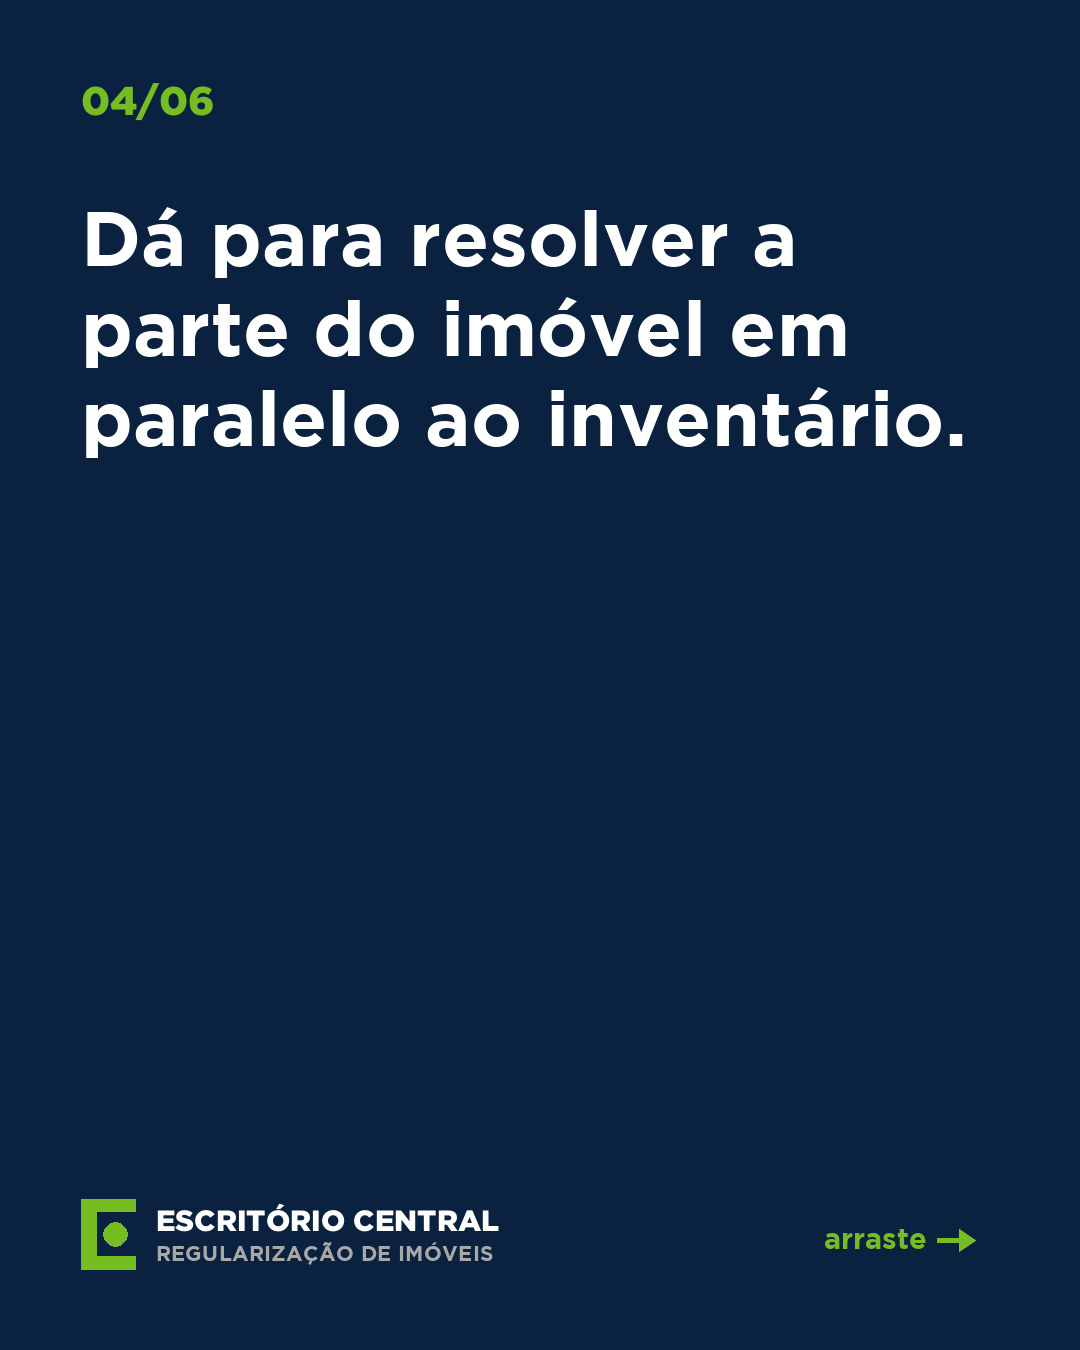 04/06
Dá para resolver a
parte do imóvel em
paralelo ao inventário.
ESCRITÓRIO CENTRAL
REGULARIZAÇÃO DE IMÓVEIS
arraste